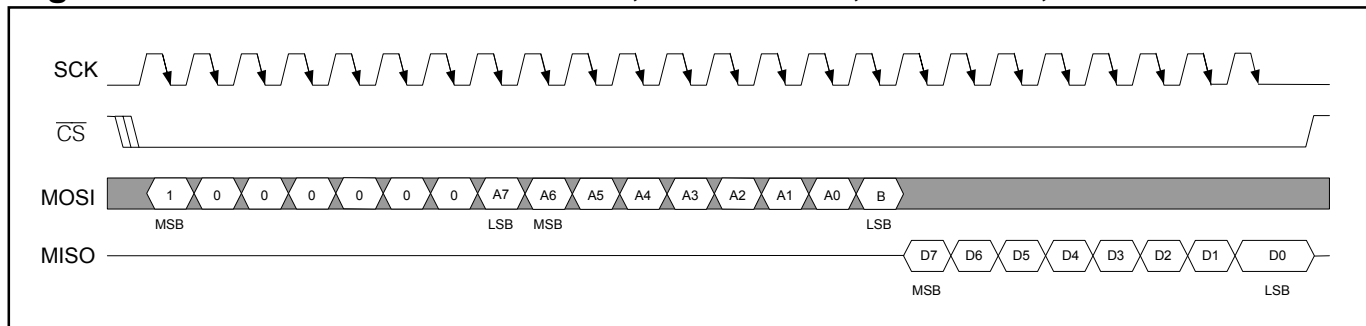 SCK
CS
MOSI 1 0 0 0 0 0 0 A7 A6 A5 A4 A3 A2 A1 A0 B
MSB LSB MSB LSB
MISO D7 D6 D5 D4 D3 D2 D1 D0
MSB LSB